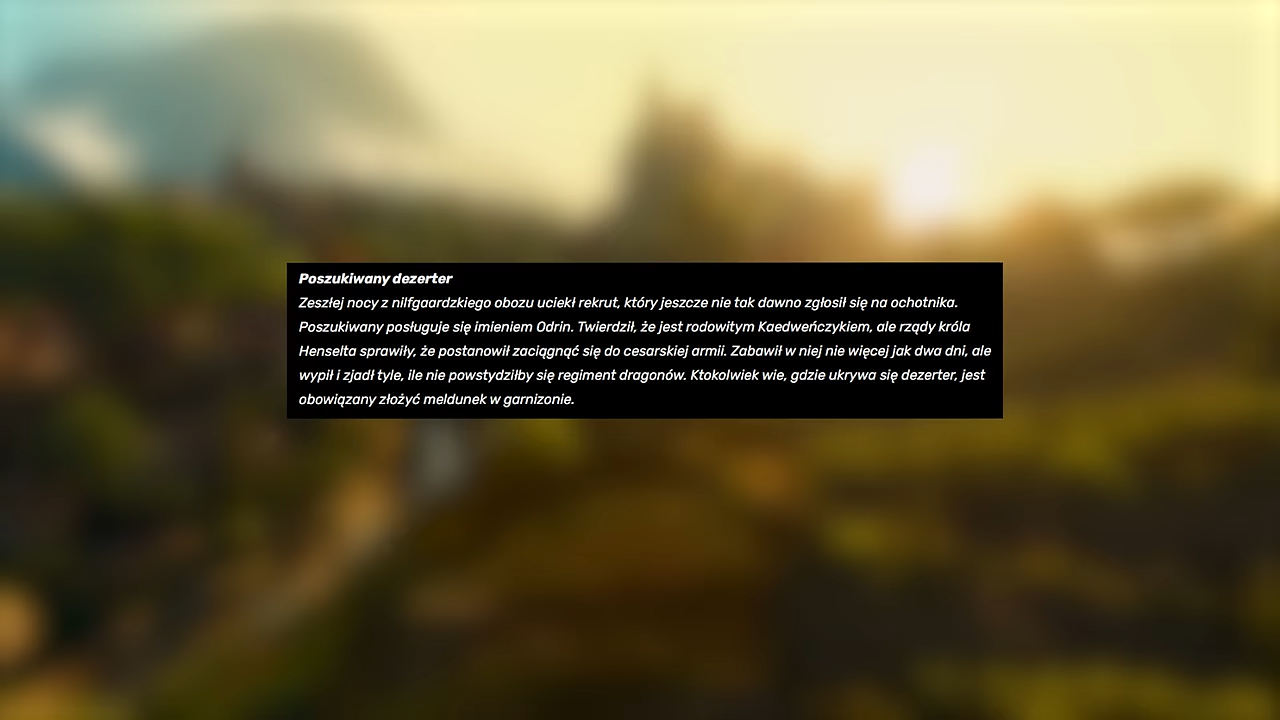 Poszukiwany dezerter
Zeszłej nocy z nilfgaardzkiego obozu uciekł rekrut, który jeszcze nie tak dawno zgłosił się na ochotnika.
Poszukiwany posługuje się imieniem Odrin. Twierdził, że jest rodowitym Kaedweńczykiem, ale rządy króla
Henselta sprawiły, że postanowił zaciągnąć się do cesarskiej armii. Zabawił w niej nie więcej jak dwa dni, ale
wypił i zjadł tyle, ile nie powstydziłby się regiment dragonów. Ktokolwiek wie, gdzie ukrywa się dezerter, jest
obowiązany złożyć meldunek w garnizonie.